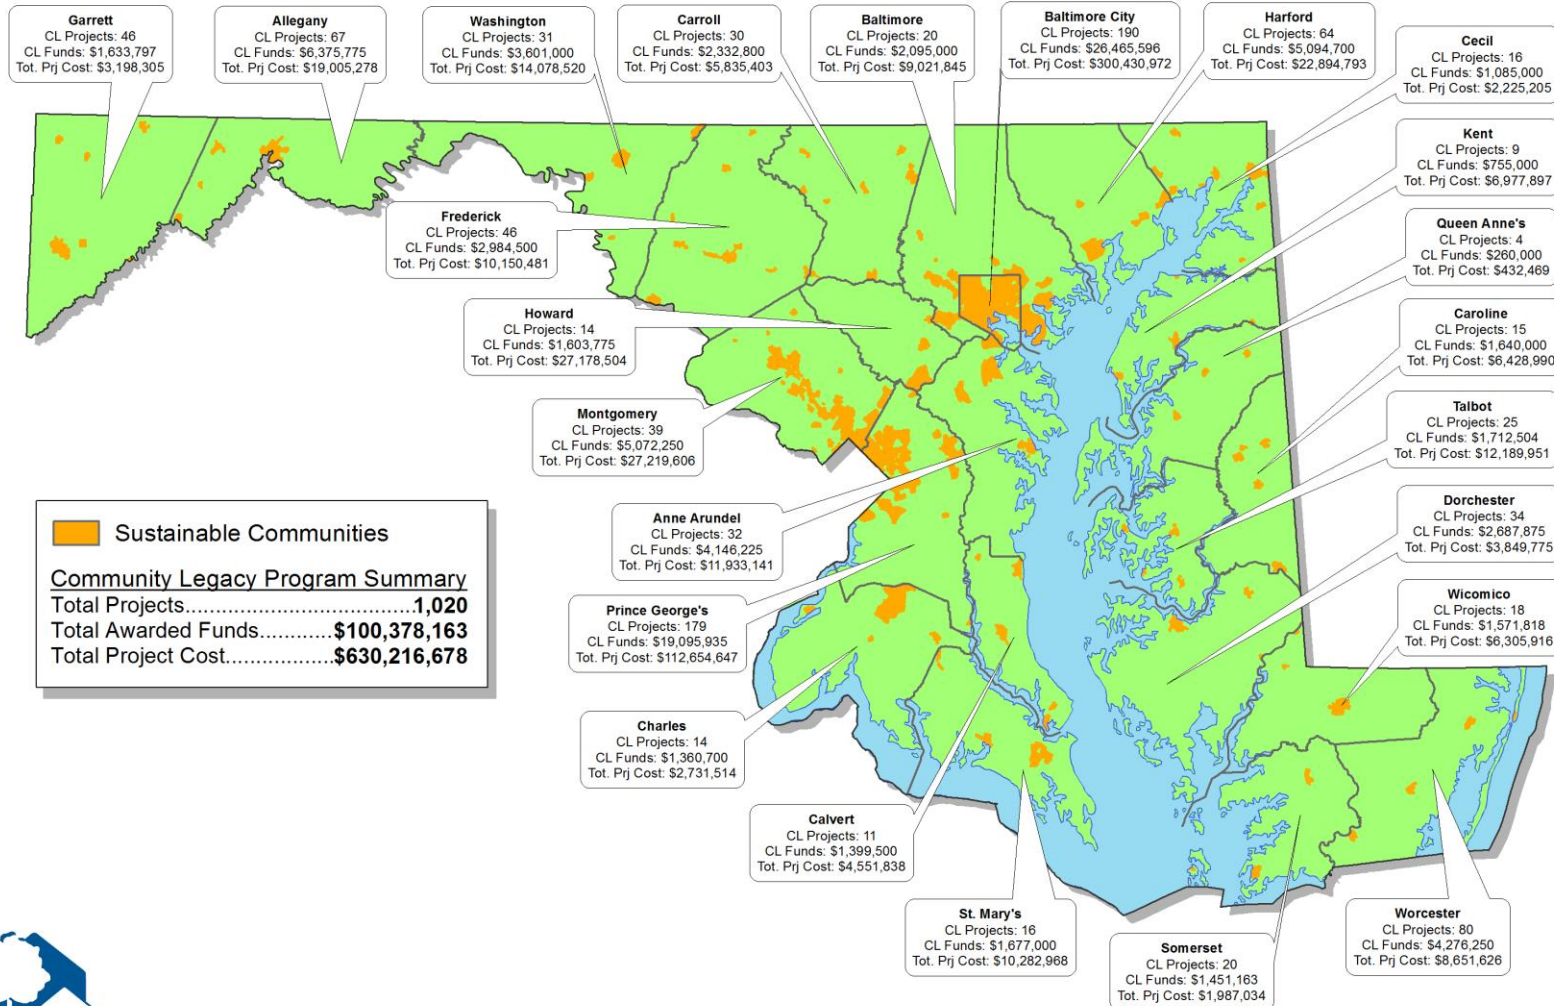 Garrett
CL Projects: 46
CL Funds: $1,633,797
Tot. Prj Cost: $3,198,305
Allegany
CL Projects: 67
CL Funds: $6,375,775
Tot. Prj Cost: $19,005,278
Washington
CL Projects: 31
CL Funds: $3,601,000
Tot. Prj Cost: $14,078,520
Carroll
CL Projects: 30
CL Funds: $2,332,800
Tot. Prj Cost: $5,835,403
Baltimore
CL Projects: 20
CL Funds: $2,095,000
Tot. Prj Cost: $9,021,845
Baltimore City
CL Projects: 190
CL Funds: $26,465,596
Tot. Prj Cost: $300,430,972
Harford
CL Projects: 64
CL Funds: $5,094,700
Tot. Prj Cost: $22,894,793
Cecil
CL Projects: 16
CL Funds: $1,085,000
Tot. Prj Cost: $2,225,205
Kent
CL Projects: 9
CL Funds: $755,000
Tot. Prj Cost: $6,977,897
Frederick
CL Projects: 46
CL Funds: $2,984,500
Tot. Prj Cost: $10,150,481
Queen Anne's
CL Projects: 4
CL Funds: $260,000
Tot. Prj Cost: $432,469
Howard
CL Projects: 14
CL Funds: $1,603,775
Tot. Prj Cost: $27,178,504
Caroline
CL Projects: 15
CL Funds: $1,640,000
Tot. Prj Cost: $6,428,990
Montgomery
CL Projects: 39
CL Funds: $5,072,250
Tot. Prj Cost: $27,219,606
Talbot
CL Projects: 25
CL Funds: $1,712,504
Tot. Prj Cost: $12,189,951
Anne Arundel
CL Projects: 32
CL Funds: $4,146,225
Tot. Prj Cost: $11,933,141
Dorchester
CL Projects: 34
CL Funds: $2,687,875
Tot. Prj Cost: $3,849,775
Sustainable Communities
Community Legacy Program Summary
Total Projects....................................1,020
Total Awarded Funds............$100,378,163
Total Project Cost.................$630,216,678
Prince George's
CL Projects: 179
CL Funds: $19,095,935
Tot. Prj Cost: $112,654,647
Wicomico
CL Projects: 18
CL Funds: $1,571,818
Tot. Prj Cost: $6,305,916
Charles
CL Projects: 14
CL Funds: $1,360,700
Tot. Prj Cost: $2,731,514
Calvert
CL Projects: 11
CL Funds: $1,399,500
Tot. Prj Cost: $4,551,838
St. Mary's
CL Projects: 16
CL Funds: $1,677,000
Tot. Prj Cost: $10,282,968
Somerset
CL Projects: 20
CL Funds: $1,451,163
Tot. Prj Cost: $1,987,034
Worcester
CL Projects: 80
CL Funds: $4,276,250
Tot. Prj Cost: $8,651,626